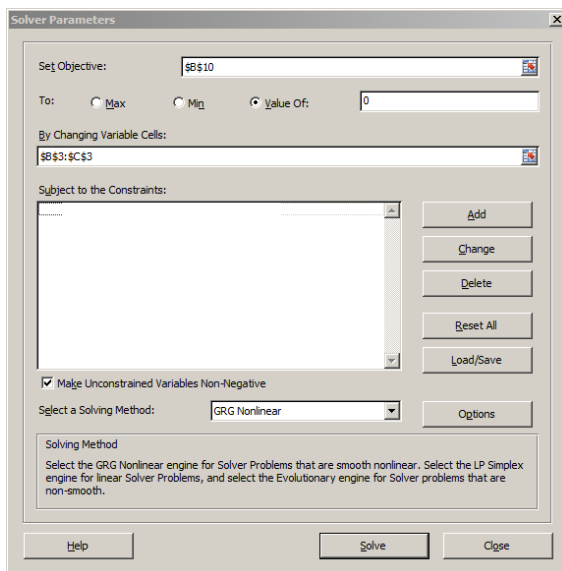 Solver Parameters
Set Objective: $B$10
To: Max Min Value Of: 0
By Changing Variable Cells:
$B$3:$C$3
Subject to the Constraints:
Add
Change
Delete
Reset All
Load/Save
Make Unconstrained Variables Non-Negative
Select a Solving Method: GRG Nonlinear Options
Solving Method
Select the GRG Nonlinear engine for Solver Problems that are smooth nonlinear. Select the LP Simplex
engine for linear Solver Problems, and select the Evolutionary engine for Solver problems that are
non-smooth.
Help Solve Close